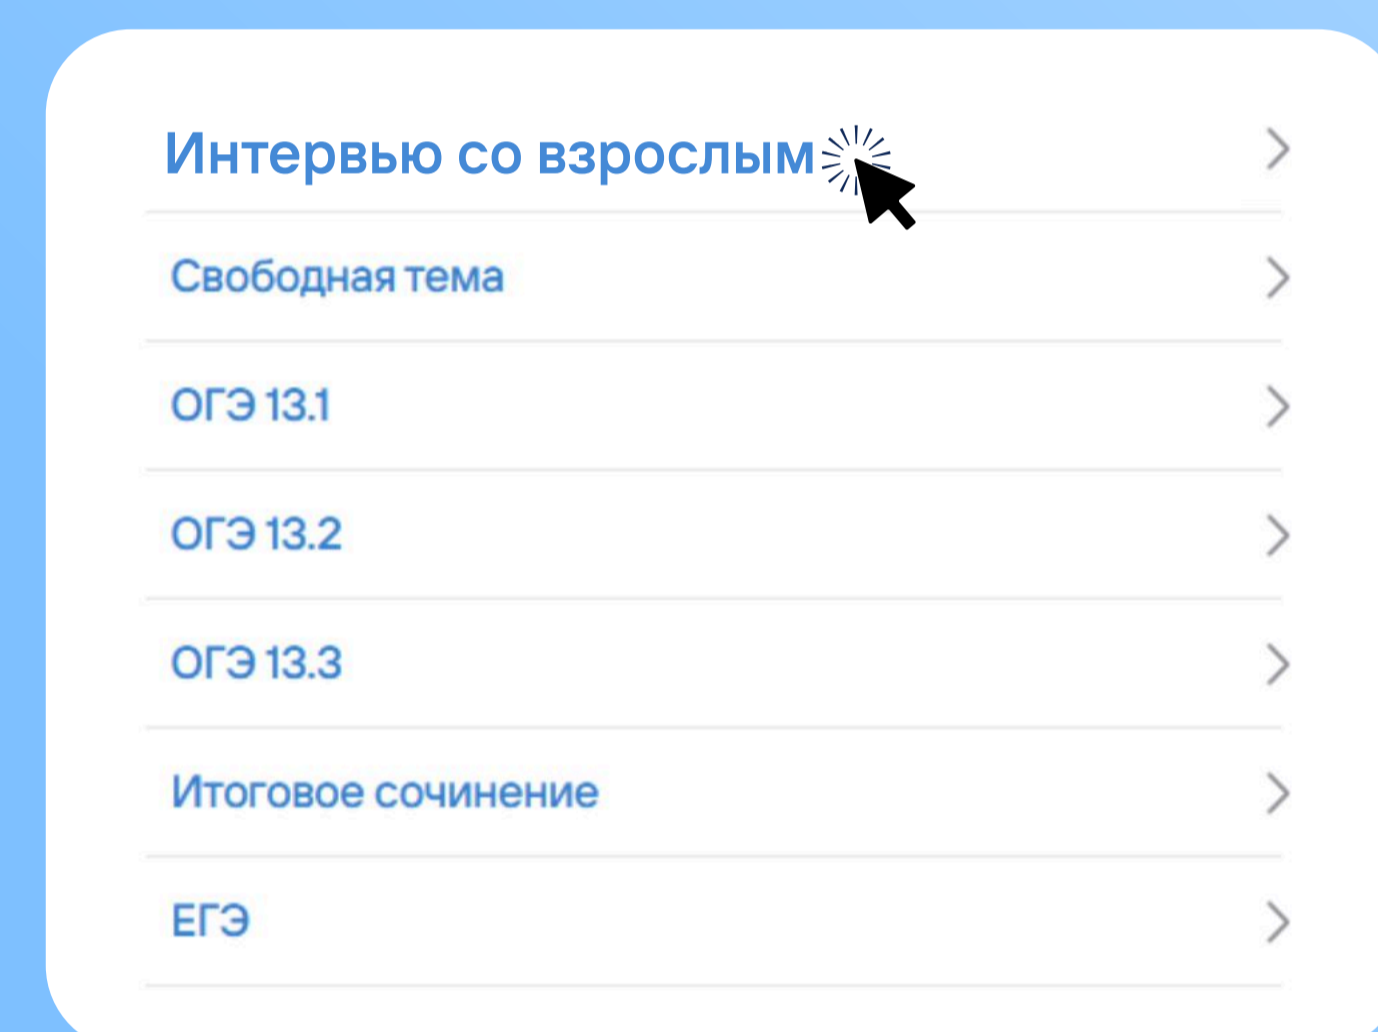 Интервью со взрослым
Свободная тема
ОГЭ 13.1
ОГЭ 13.2
ОГЭ 13.3
Итоговое сочинение
ЕГЭ